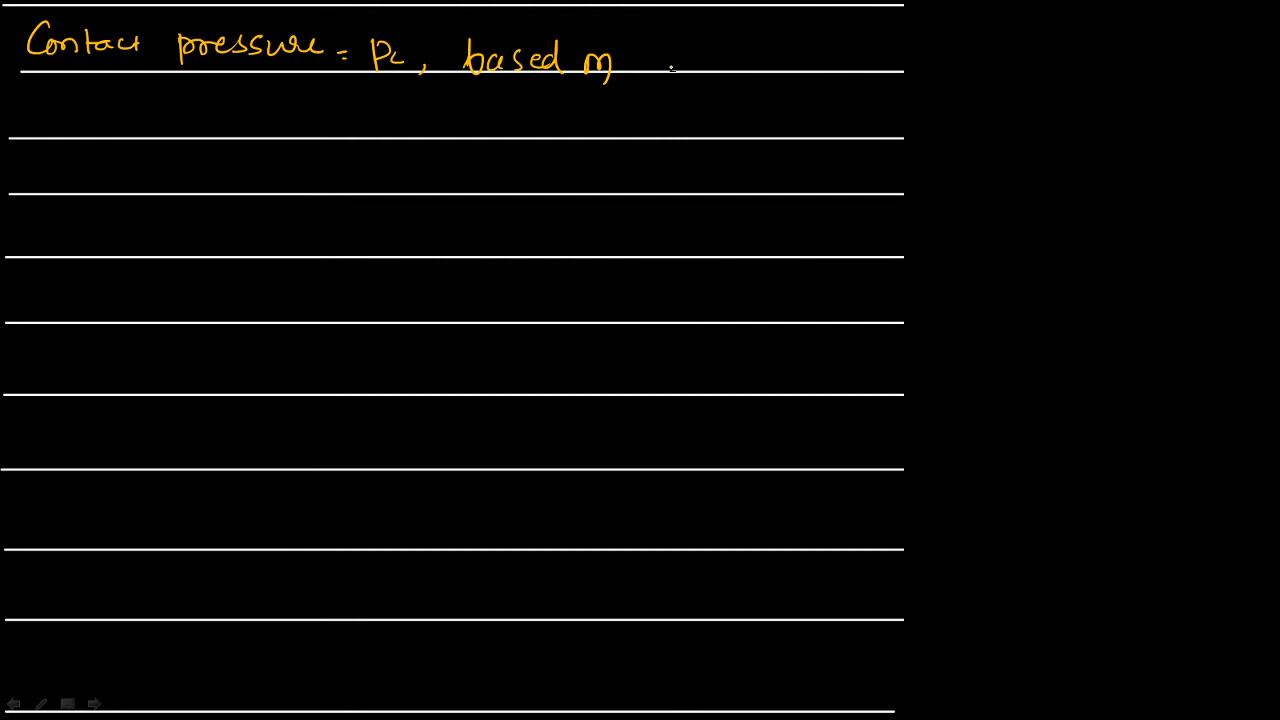 Contact pressure = Pc, based on